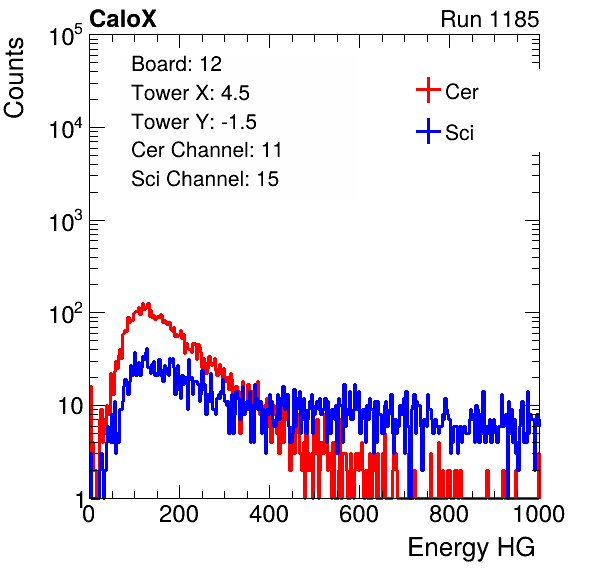 CaloX Run 1185
Counts
Board: 12
Tower X: 4.5
Tower Y: -1.5
Cer Channel: 11
Sci Channel: 15
Cer
Sci
10^5
10^4
10^3
10^2
10
1
0 200 400 600 800 1000
Energy HG